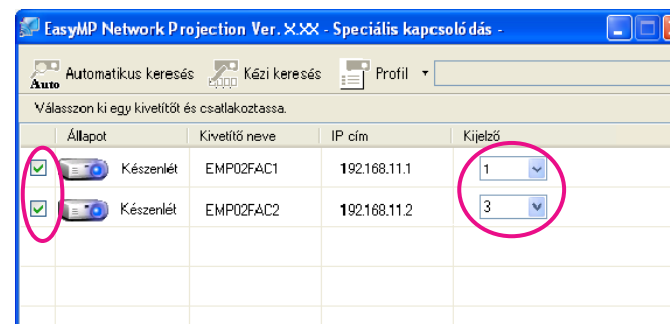 EasyMP Network Projection Ver. X.XX - Speciális kapcsolódás -
Auto Automatikus keresés Kézi keresés Profil
Válasszon ki egy kivetítőt és csatlakoztassa.
Állapot Kivetítő neve IP cím Kijelző
Készenlét EMP02FAC1 192.168.11.1 1
Készenlét EMP02FAC2 192.168.11.2 3